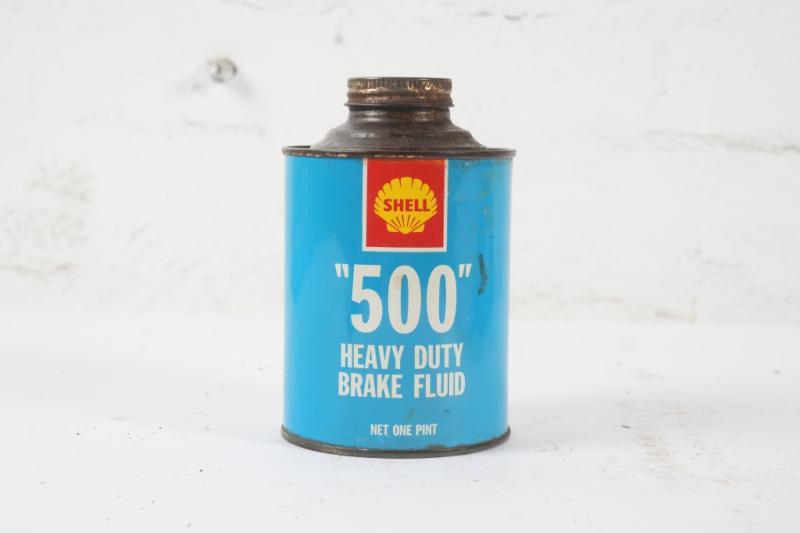 SHELL
"500"
HEAVY DUTY
BRAKE FLUID
NET ONE PINT